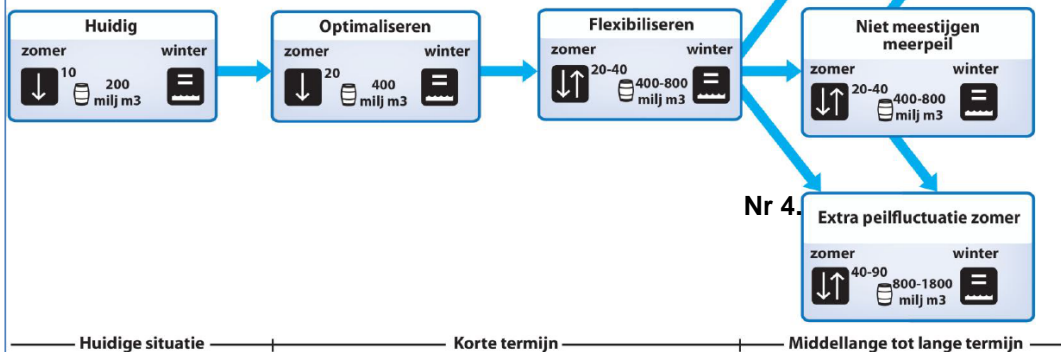 Huidig
zomer winter
10
200
milj m3
Optimaliseren
zomer winter
20
400
milj m3
Flexibiliseren
zomer winter
20-40
400-800
milj m3
Niet meestijgen
meerpeil
zomer winter
20-40
400-800
milj m3
Nr 4.
Extra peilfluctuatie zomer
zomer winter
40-90
800-1800
milj m3
Huidige situatie
Korte termijn
Middellange tot lange termijn